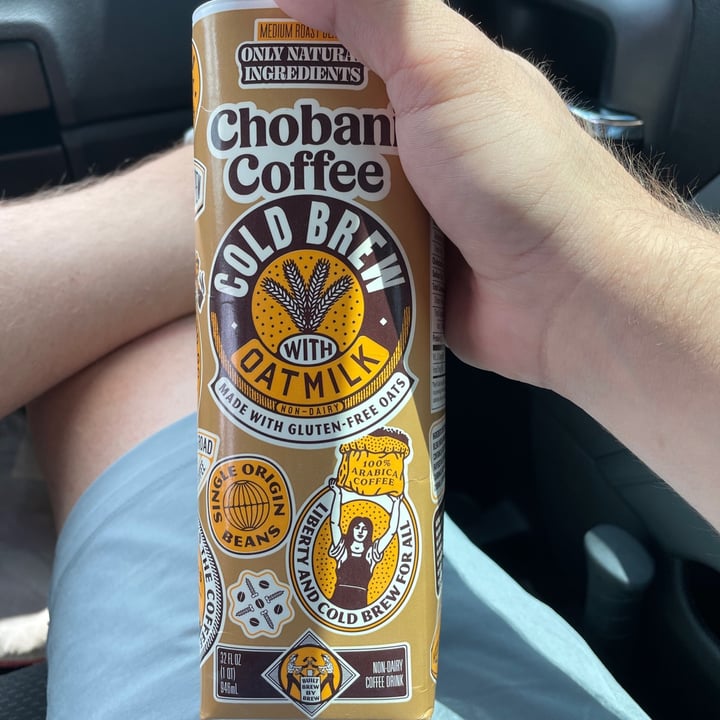 MEDIUM ROAST
ONLY NATURAL
INGREDIENTS
Chobani
Coffee
COLD BREW
WITH
OATMILK
NON-DAIRY
MADE WITH GLUTEN-FREE OATS
100%
ARABICA
COFFEE
SINGLE ORIGIN
BEANS
LIBERTY AND COLD BREW FOR ALL
32 FL OZ
(1 QT)
946mL
BUILT
BREW
BY
BREW
NON-DAIRY
COFFEE DRINK